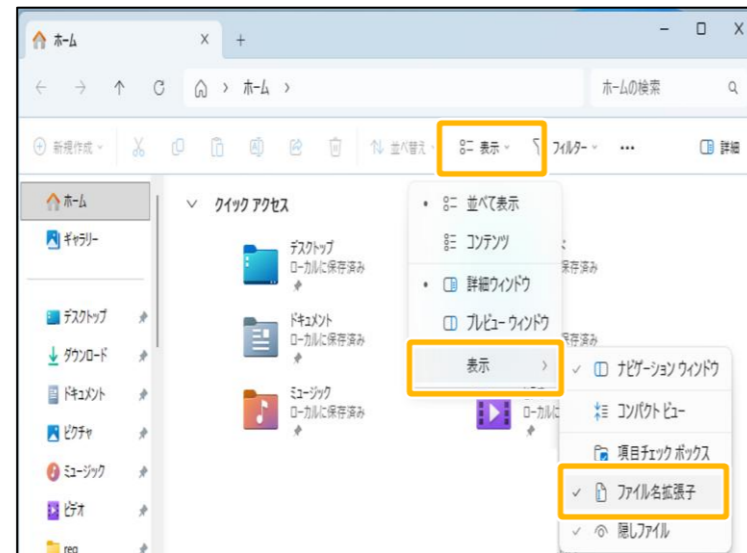 ホーム
ホーム
ホームの検索
新規作成
並べ替え
表示
フィルター
詳細
ホーム
ギャラリー
デスクトップ
ダウンロード
ドキュメント
ピクチャ
ミュージック
ビデオ
reg
クイック アクセス
デスクトップ
ローカルに保存済み
ドキュメント
ローカルに保存済み
ミュージック
ローカルに保存済み
保存済み
保存済み
ローカルに
並べて表示
コンテンツ
詳細ウィンドウ
プレビュー ウィンドウ
表示
ナビゲーション ウィンドウ
コンパクト ビュー
項目チェック ボックス
ファイル名拡張子
隠しファイル